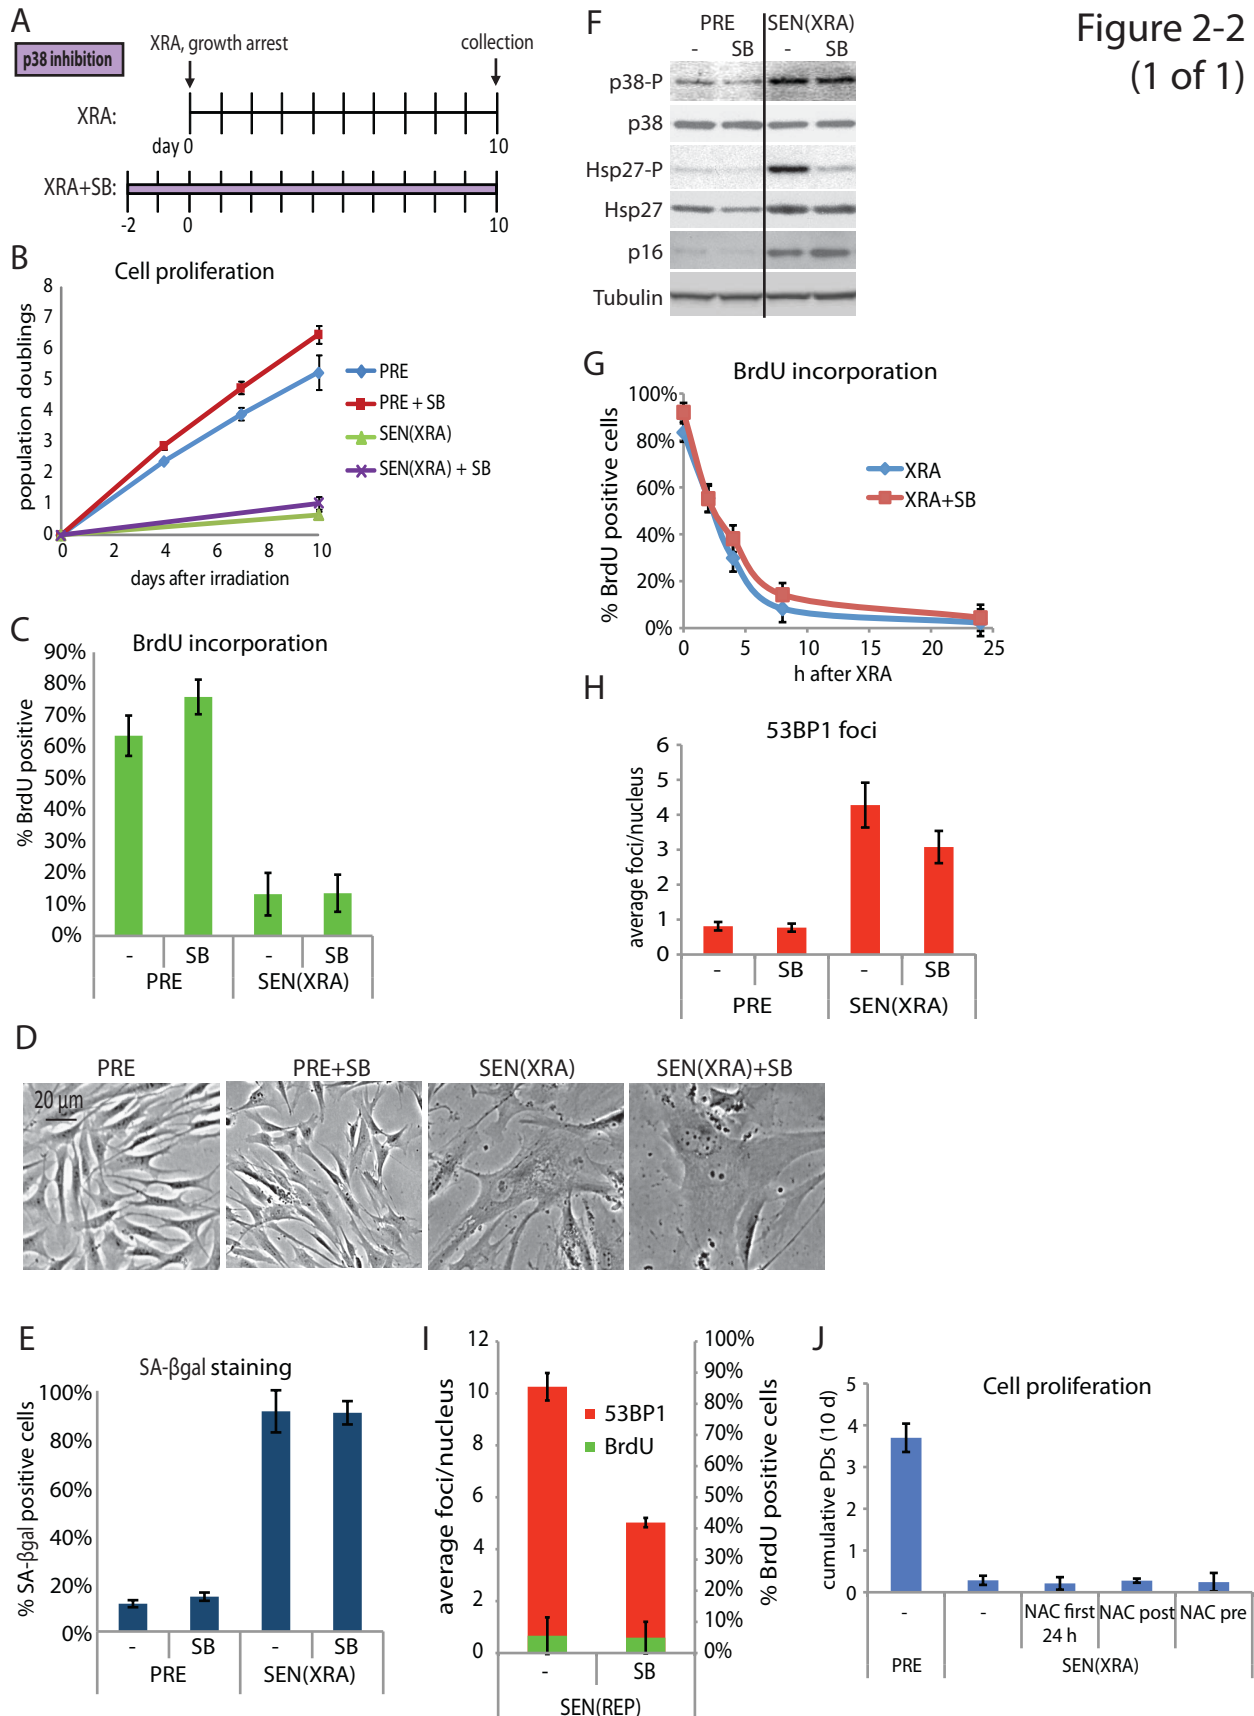 Figure 2-2
(1 of 1)
A
p38 inhibition
XRA, growth arrest
collection
XRA:
day 0
10
XRA+SB:
-2
0
10
B
Cell proliferation
population doublings
8
7
6
5
4
3
2
1
0
0 2 4 6 8 10
days after irradiation
PRE
PRE + SB
SEN(XRA)
SEN(XRA) + SB
C
BrdU incorporation
% BrdU positive
90%
80%
70%
60%
50%
40%
30%
20%
10%
0%
- SB - SB
PRE SEN(XRA)
D
PRE PRE+SB SEN(XRA) SEN(XRA)+SB
20 µm
E
SA-βgal staining
% SA-βgal positive cells
100%
80%
60%
40%
20%
0%
- SB - SB
PRE SEN(XRA)
F
PRE SEN(XRA)
- SB - SB
p38-P
p38
Hsp27-P
Hsp27
p16
Tubulin
G
BrdU incorporation
% BrdU positive cells
100%
80%
60%
40%
20%
0%
0 5 10 15 20 25
h after XRA
XRA
XRA+SB
H
53BP1 foci
average foci/nucleus
6
5
4
3
2
1
0
- SB - SB
PRE SEN(XRA)
I
average foci/nucleus
12
10
8
6
4
2
0
53BP1
BrdU
100%
90%
80%
70%
60%
50%
40%
30%
20%
10%
0%
% BrdU positive cells
- SB
SEN(REP)
J
Cell proliferation
cumulative PDs (10 d)
5
4
3
2
1
0
- - NAC first NAC post NAC pre
24 h
PRE SEN(XRA)